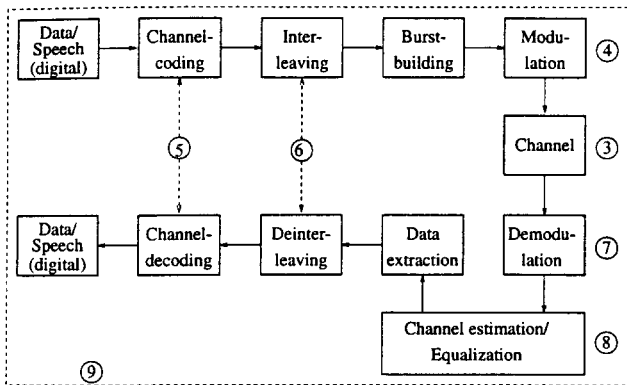 Data/
Speech
(digital)
Channel-
coding
Inter-
leaving
Burst-
building
Modu-
lation
4
Channel
3
5
6
Data/
Speech
(digital)
Channel-
decoding
Deinter-
leaving
Data
extraction
Demodu-
lation
7
Channel estimation/
Equalization
8
9